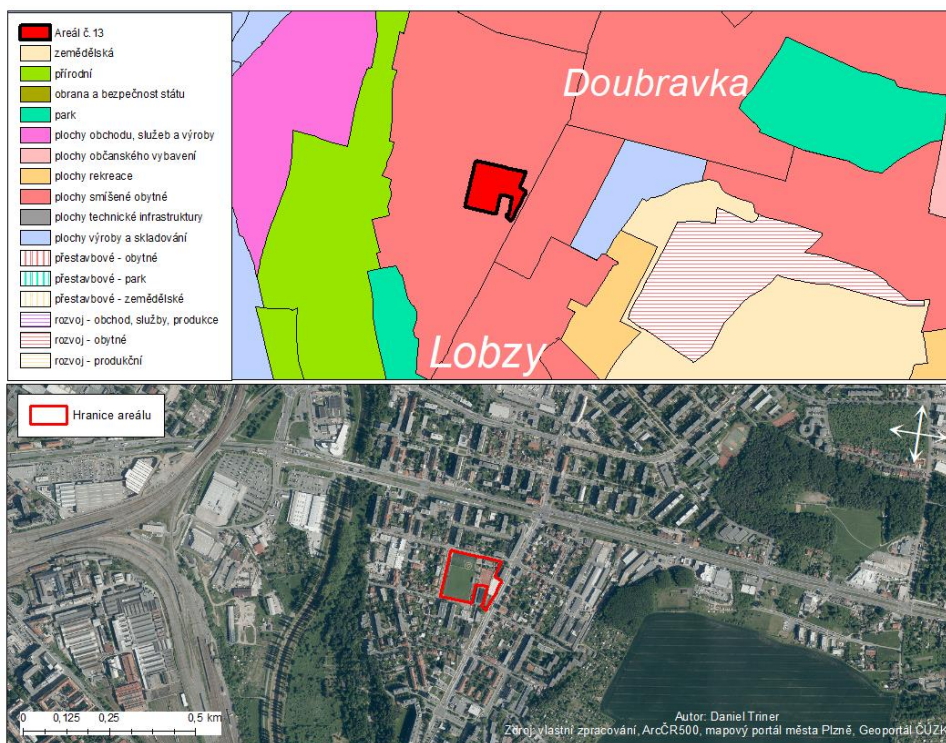 Areál č.13
zemědělská
přírodní
obrana a bezpečnost státu
park
plochy obchodu, služeb a výroby
plochy občanského vybavení
plochy rekreace
plochy smíšené obytné
plochy technické infrastruktury
plochy výroby a skladování
přestavbové - obytné
přestavbové - park
přestavbové - zemědělské
rozvoj - obchod, služby, produkce
rozvoj - obytné
rozvoj - produkční
Doubravka
Lobzy
Hranice areálu
0 0,125 0,25 0,5 km
Autor: Daniel Triner
Zdroj: vlastní zpracování, ArcČR500, mapový portál města Plzně, Geoportál ČÚZK